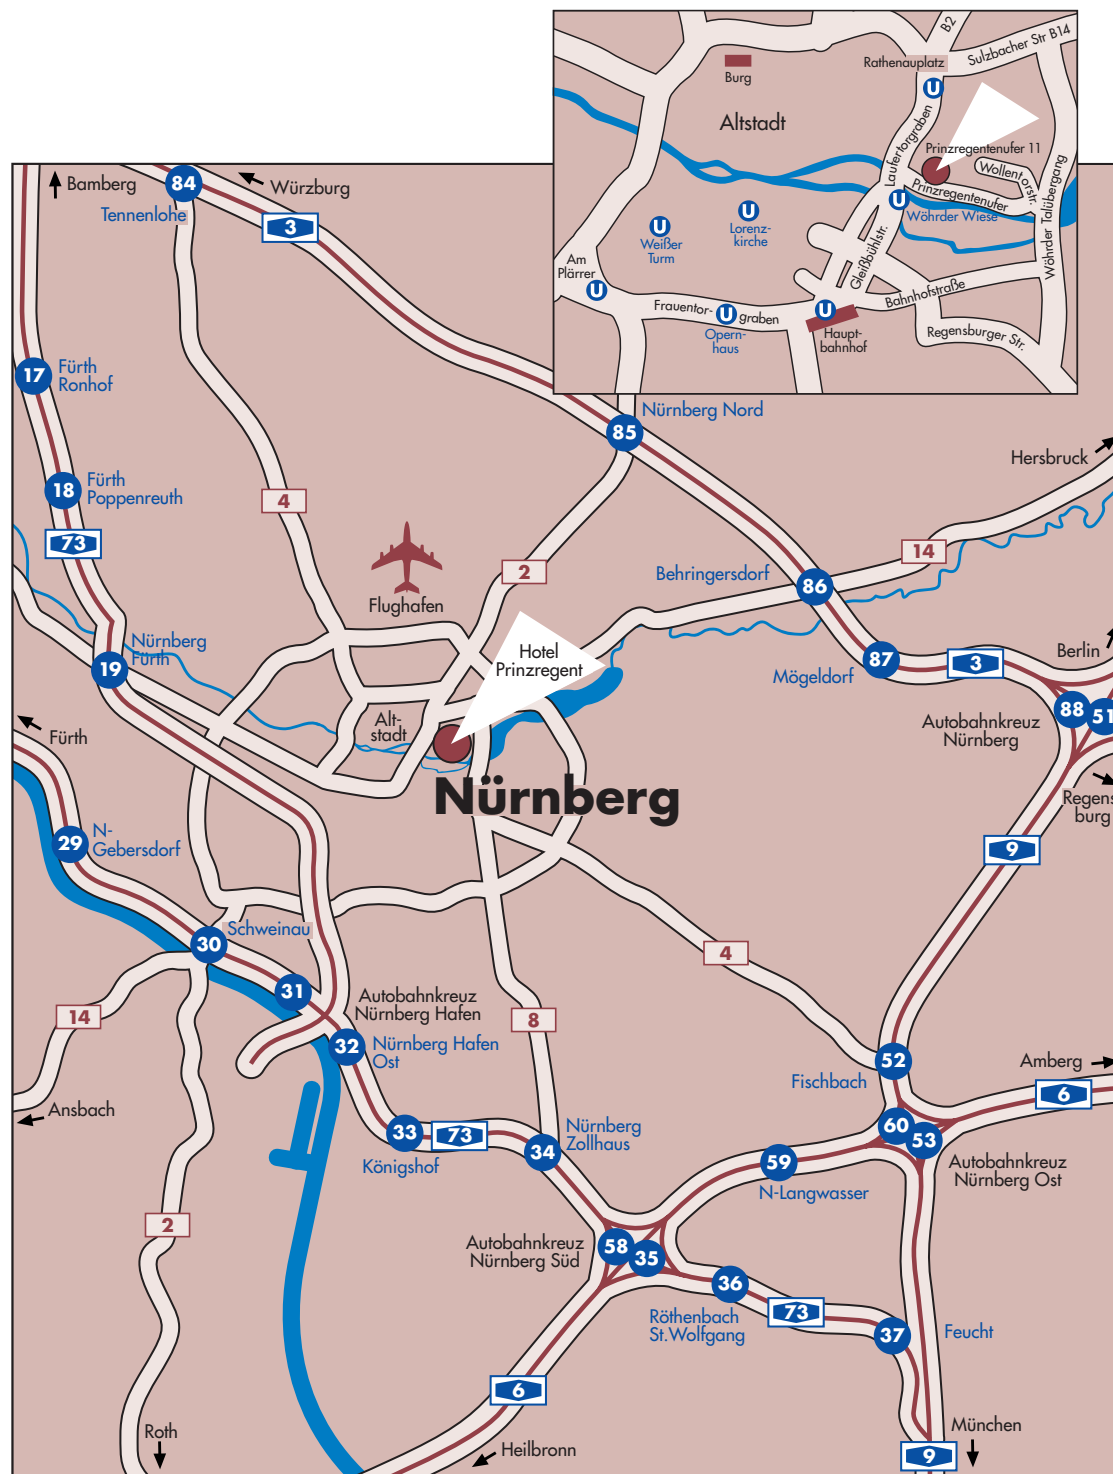 B2
Sulzbacher Str B14
Rathenauplatz
Burg
U
Altstadt
Laufertorgraben
Prinzregentenufer 11
Wollentorstr.
Prinzregentenufer
U
Wöhrder Wiese
Wöhrder Talübergang
U
Lorenz-
kirche
U
Weißer
Turm
Gleißbühlstr.
Am
Plärrer
U
Bahnhofstraße
Frauentor-
graben
U
Opern-
haus
U
Haupt-
bahnhof
Regensburger Str.
Bamberg
84
Tennenlohe
Würzburg
3
17
Fürth
Ronhof
85
Nürnberg Nord
Hersbruck
18
Fürth
Poppenreuth
4
73
14
2
Flughafen
Behringersdorf
86
Nürnberg
Fürth
19
Hotel
Prinzregent
87
Mögeldorf
3
Berlin
88
51
Autobahnkreuz
Nürnberg
Alt-
stadt
Fürth
Nürnberg
Regens
burg
29
N-
Gebersdorf
9
30
Schweinau
4
31
Autobahnkreuz
Nürnberg Hafen
14
8
32
Nürnberg Hafen
Ost
52
Fischbach
Amberg
6
Ansbach
33
Königshof
73
34
Nürnberg
Zollhaus
60
53
59
N-Langwasser
Autobahnkreuz
Nürnberg Ost
2
Autobahnkreuz
Nürnberg Süd
58
35
36
Röthenbach
St.Wolfgang
73
37
Feucht
6
Roth
Heilbronn
München
9